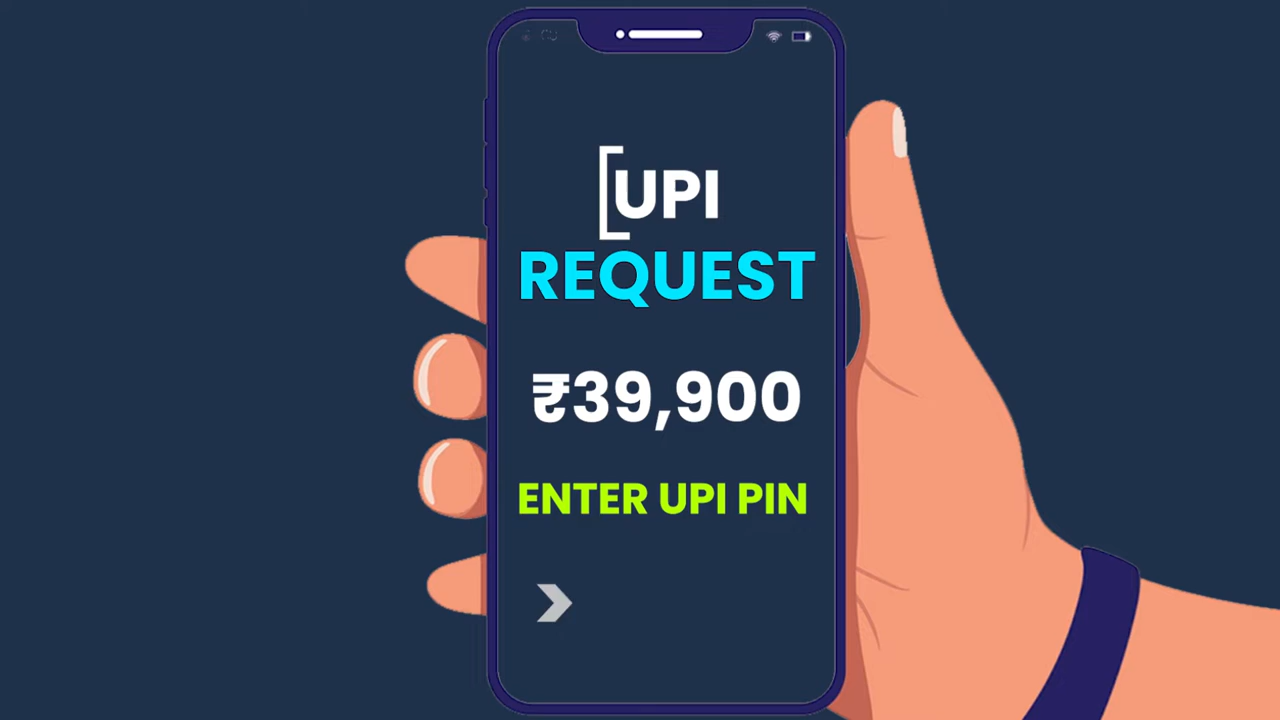 UPI
REQUEST
₹39,900
ENTER UPI PIN